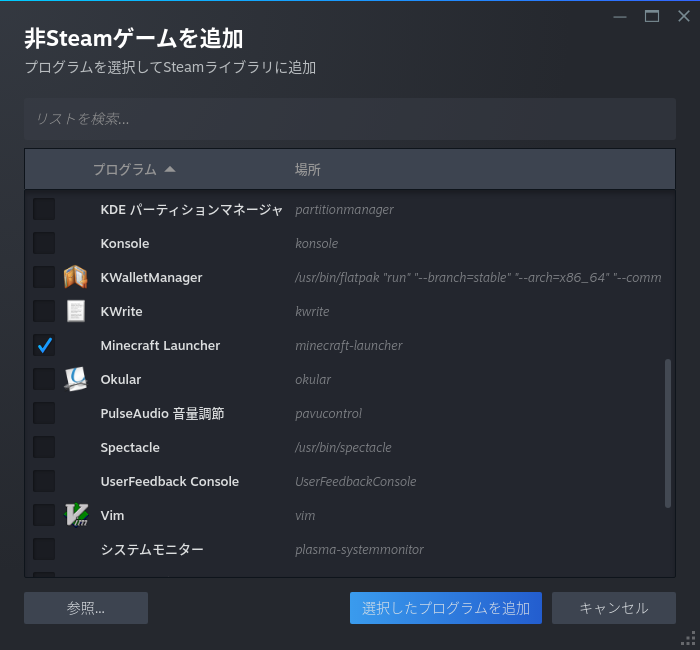 非Steamゲームを追加
プログラムを選択してSteamライブラリに追加
リストを検索...
プログラム 場所
KDE パーティションマネージャ partitionmanager
Konsole konsole
KWalletManager /usr/bin/flatpak "run" "--branch=stable" "--arch=x86_64" "--comm
KWrite kwrite
Minecraft Launcher minecraft-launcher
Okular okular
PulseAudio 音量調節 pavucontrol
Spectacle /usr/bin/spectacle
UserFeedback Console UserFeedbackConsole
Vim vim
システムモニター plasma-systemmonitor
参照... 選択したプログラムを追加 キャンセル